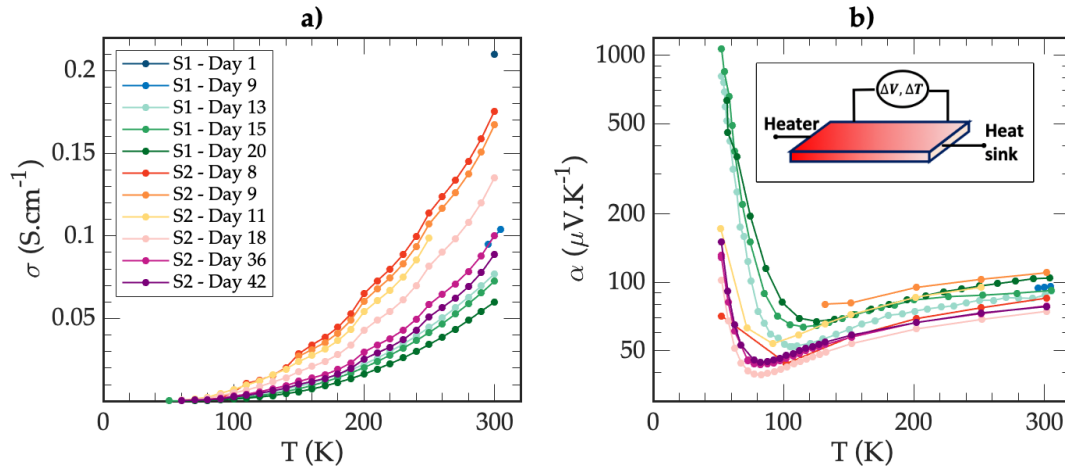 a)
σ (S.cm⁻¹)
0.2
0.15
0.1
0.05
S1 - Day 1
S1 - Day 9
S1 - Day 13
S1 - Day 15
S1 - Day 20
S2 - Day 8
S2 - Day 9
S2 - Day 11
S2 - Day 18
S2 - Day 36
S2 - Day 42
0 100 200 300
T (K)
b)
α (μV.K⁻¹)
1000
500
200
100
50
ΔV, ΔT
Heater
Heat
sink
0 100 200 300
T (K)